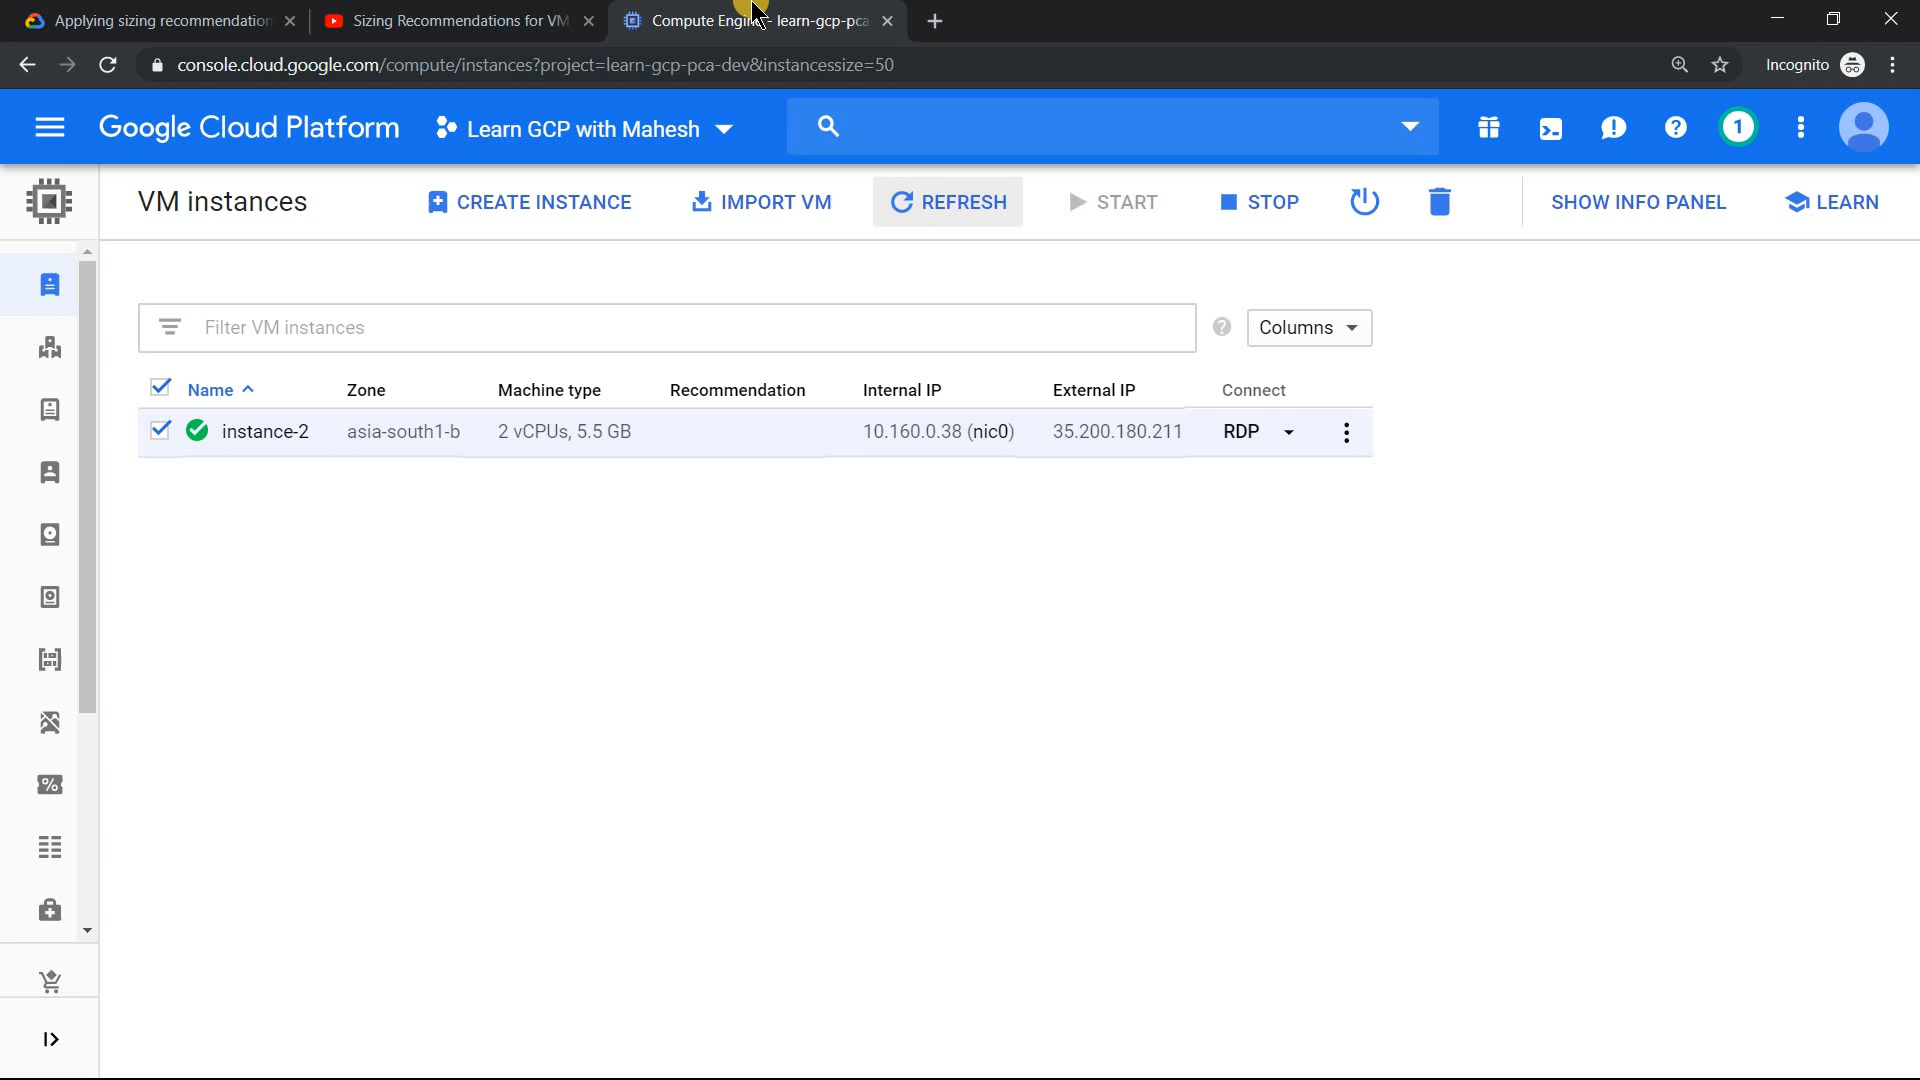 Applying sizing recommendation
Sizing Recommendations for VM
Compute Engine - learn-gcp-pca
console.cloud.google.com/compute/instances?project=learn-gcp-pca-dev&instancessize=50
Incognito
Google Cloud Platform
Learn GCP with Mahesh
1
VM instances
CREATE INSTANCE
IMPORT VM
REFRESH
START
STOP
SHOW INFO PANEL
LEARN
Filter VM instances
Columns
Name Zone Machine type Recommendation Internal IP External IP Connect
instance-2 asia-south1-b 2 vCPUs, 5.5 GB 10.160.0.38 (nic0) 35.200.180.211 RDP